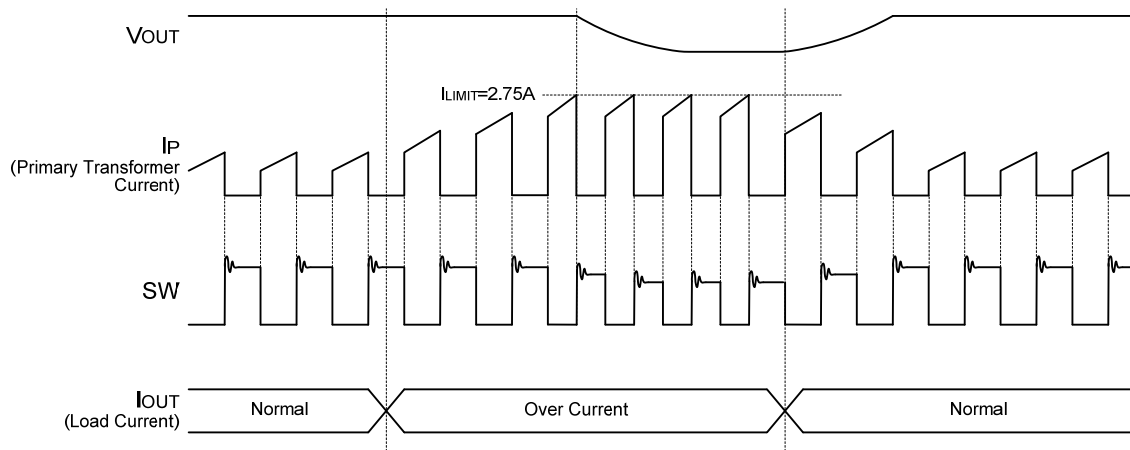 VOUT
ILIMIT=2.75A
IP
(Primary Transformer
Current)
SW
IOUT
(Load Current)
Normal
Over Current
Normal